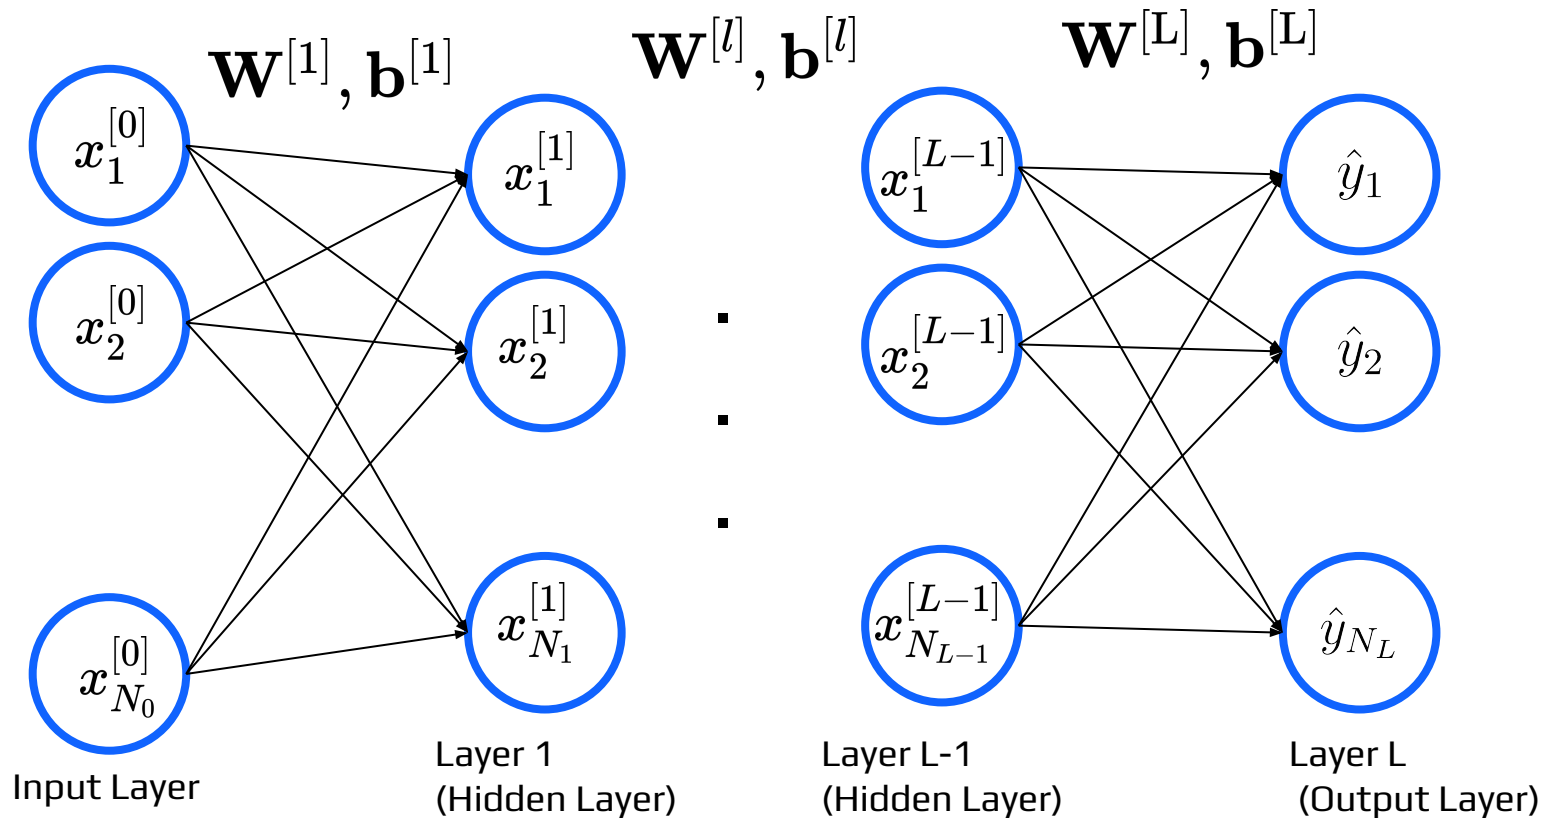 𝐖^{[1]}, 𝐛^{[1]}
𝐖^{[l]}, 𝐛^{[l]}
𝐖^{[L]}, 𝐛^{[L]}
x_1^{[0]}
x_2^{[0]}
x_{N_0}^{[0]}
Input Layer
x_1^{[1]}
x_2^{[1]}
x_{N_1}^{[1]}
Layer 1
(Hidden Layer)
.
.
.
x_1^{[L-1]}
x_2^{[L-1]}
x_{N_{L-1}}^{[L-1]}
Layer L-1
(Hidden Layer)
ŷ_1
ŷ_2
ŷ_{N_L}
Layer L
(Output Layer)